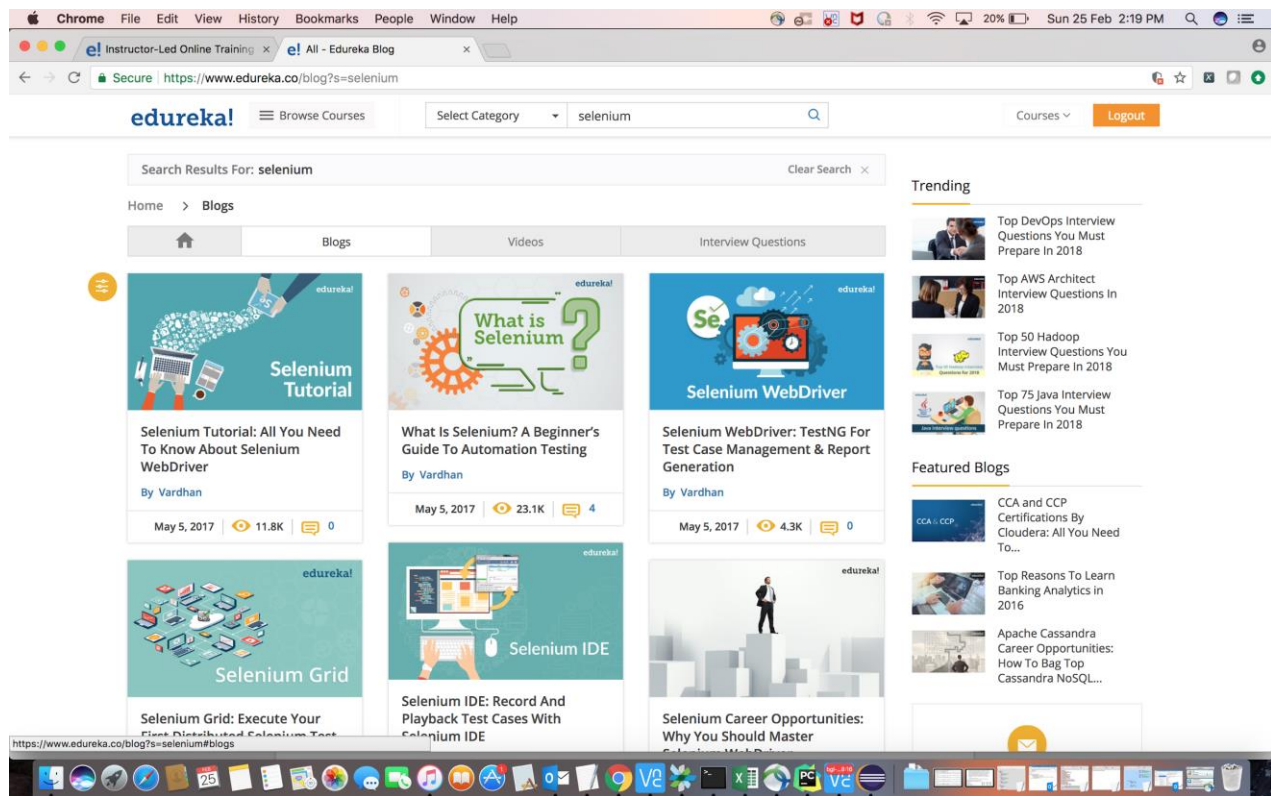 Chrome File Edit View History Bookmarks People Window Help
20% Sun 25 Feb 2:19 PM
Instructor-Led Online Training
e! All - Edureka Blog
Secure https://www.edureka.co/blog?s=selenium
edureka!
Browse Courses
Select Category
selenium
Courses
Logout
Search Results For: selenium
Clear Search
Home > Blogs
Blogs
Videos
Interview Questions
edureka!
Selenium
Tutorial
Selenium Tutorial: All You Need
To Know About Selenium
WebDriver
By Vardhan
May 5, 2017 11.8K 0
edureka!
What is
Selenium
?
What Is Selenium? A Beginner's
Guide To Automation Testing
By Vardhan
May 5, 2017 23.1K 4
edureka!
Se
Selenium WebDriver
Selenium WebDriver: TestNG For
Test Case Management & Report
Generation
By Vardhan
May 5, 2017 4.3K 0
edureka!
Selenium Grid
Selenium Grid: Execute Your
First Distributed Selenium Test
edureka!
Selenium IDE
Selenium IDE: Record And
Playback Test Cases With
Selenium IDE
edureka!
Selenium Career Opportunities:
Why You Should Master
Selenium WebDriver
Trending
Top DevOps Interview
Questions You Must
Prepare In 2018
Top AWS Architect
Interview Questions In
2018
Top 50 Hadoop
Interview Questions You
Must Prepare In 2018
Top 75 Java Interview
Questions You Must
Prepare In 2018
Java Interview questions
Featured Blogs
CCA & CCP
CCA and CCP
Certifications By
Cloudera: All You Need
To...
Top Reasons To Learn
Banking Analytics in
2016
Apache Cassandra
Career Opportunities:
How To Bag Top
Cassandra NoSQL...
https://www.edureka.co/blog?s=selenium#blogs
25